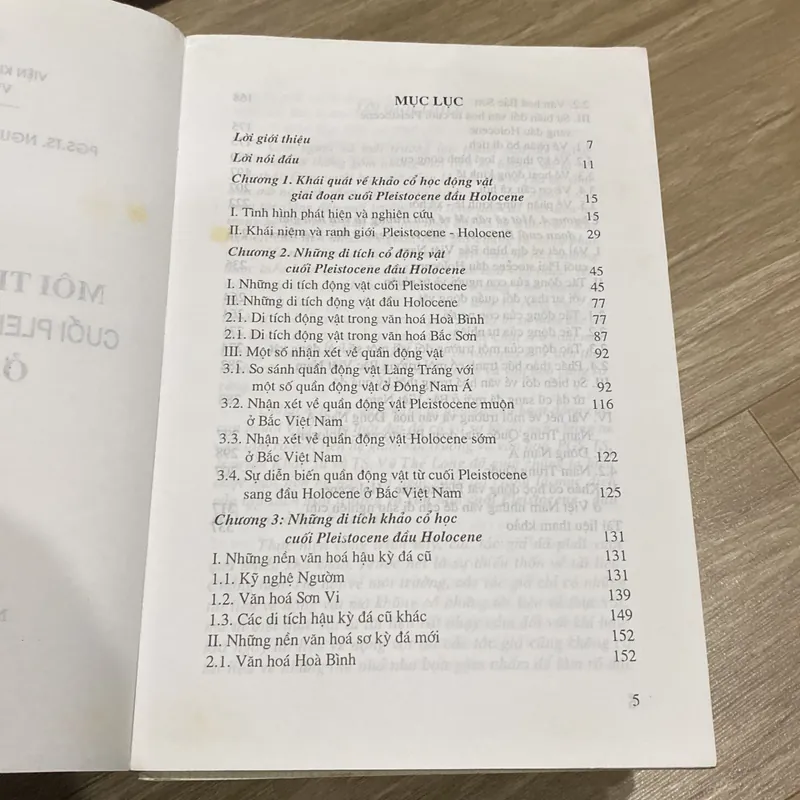 MỤC LỤC
Lời giới thiệu 7
Lời nói đầu 11
Chương 1. Khái quát về khảo cổ học động vật
giai đoạn cuối Pleistocene đầu Holocene 15
I. Tình hình phát hiện và nghiên cứu 15
II. Khái niệm và ranh giới Pleistocene - Holocene 29
Chương 2. Những di tích cổ động vật
cuối Pleistocene đầu Holocene 45
I. Những di tích động vật cuối Pleistocene 45
II. Những di tích động vật đầu Holocene 77
2.1. Di tích động vật trong văn hoá Hoà Bình 77
2.1. Di tích động vật trong văn hoá Bắc Sơn 87
III. Một số nhận xét về quần động vật 92
3.1. So sánh quần động vật Làng Tráng với
một số quần động vật ở Đông Nam Á 92
3.2. Nhận xét về quần động vật Pleistocene muộn 116
ở Bắc Việt Nam
3.3. Nhận xét về quần động vật Holocene sớm
ở Bắc Việt Nam 122
3.4. Sự diễn biến quần động vật từ cuối Pleistocene
sang đầu Holocene ở Bắc Việt Nam 125
Chương 3: Những di tích khảo cổ học
cuối Pleistocene đầu Holocene 131
I. Những nền văn hoá hậu kỳ đá cũ 131
1.1. Kỹ nghệ Ngườm 131
1.2. Văn hoá Sơn Vi 139
1.3. Các di tích hậu kỳ đá cũ khác 149
II. Những nền văn hoá sơ kỳ đá mới 152
2.1. Văn hoá Hoà Bình 152
5